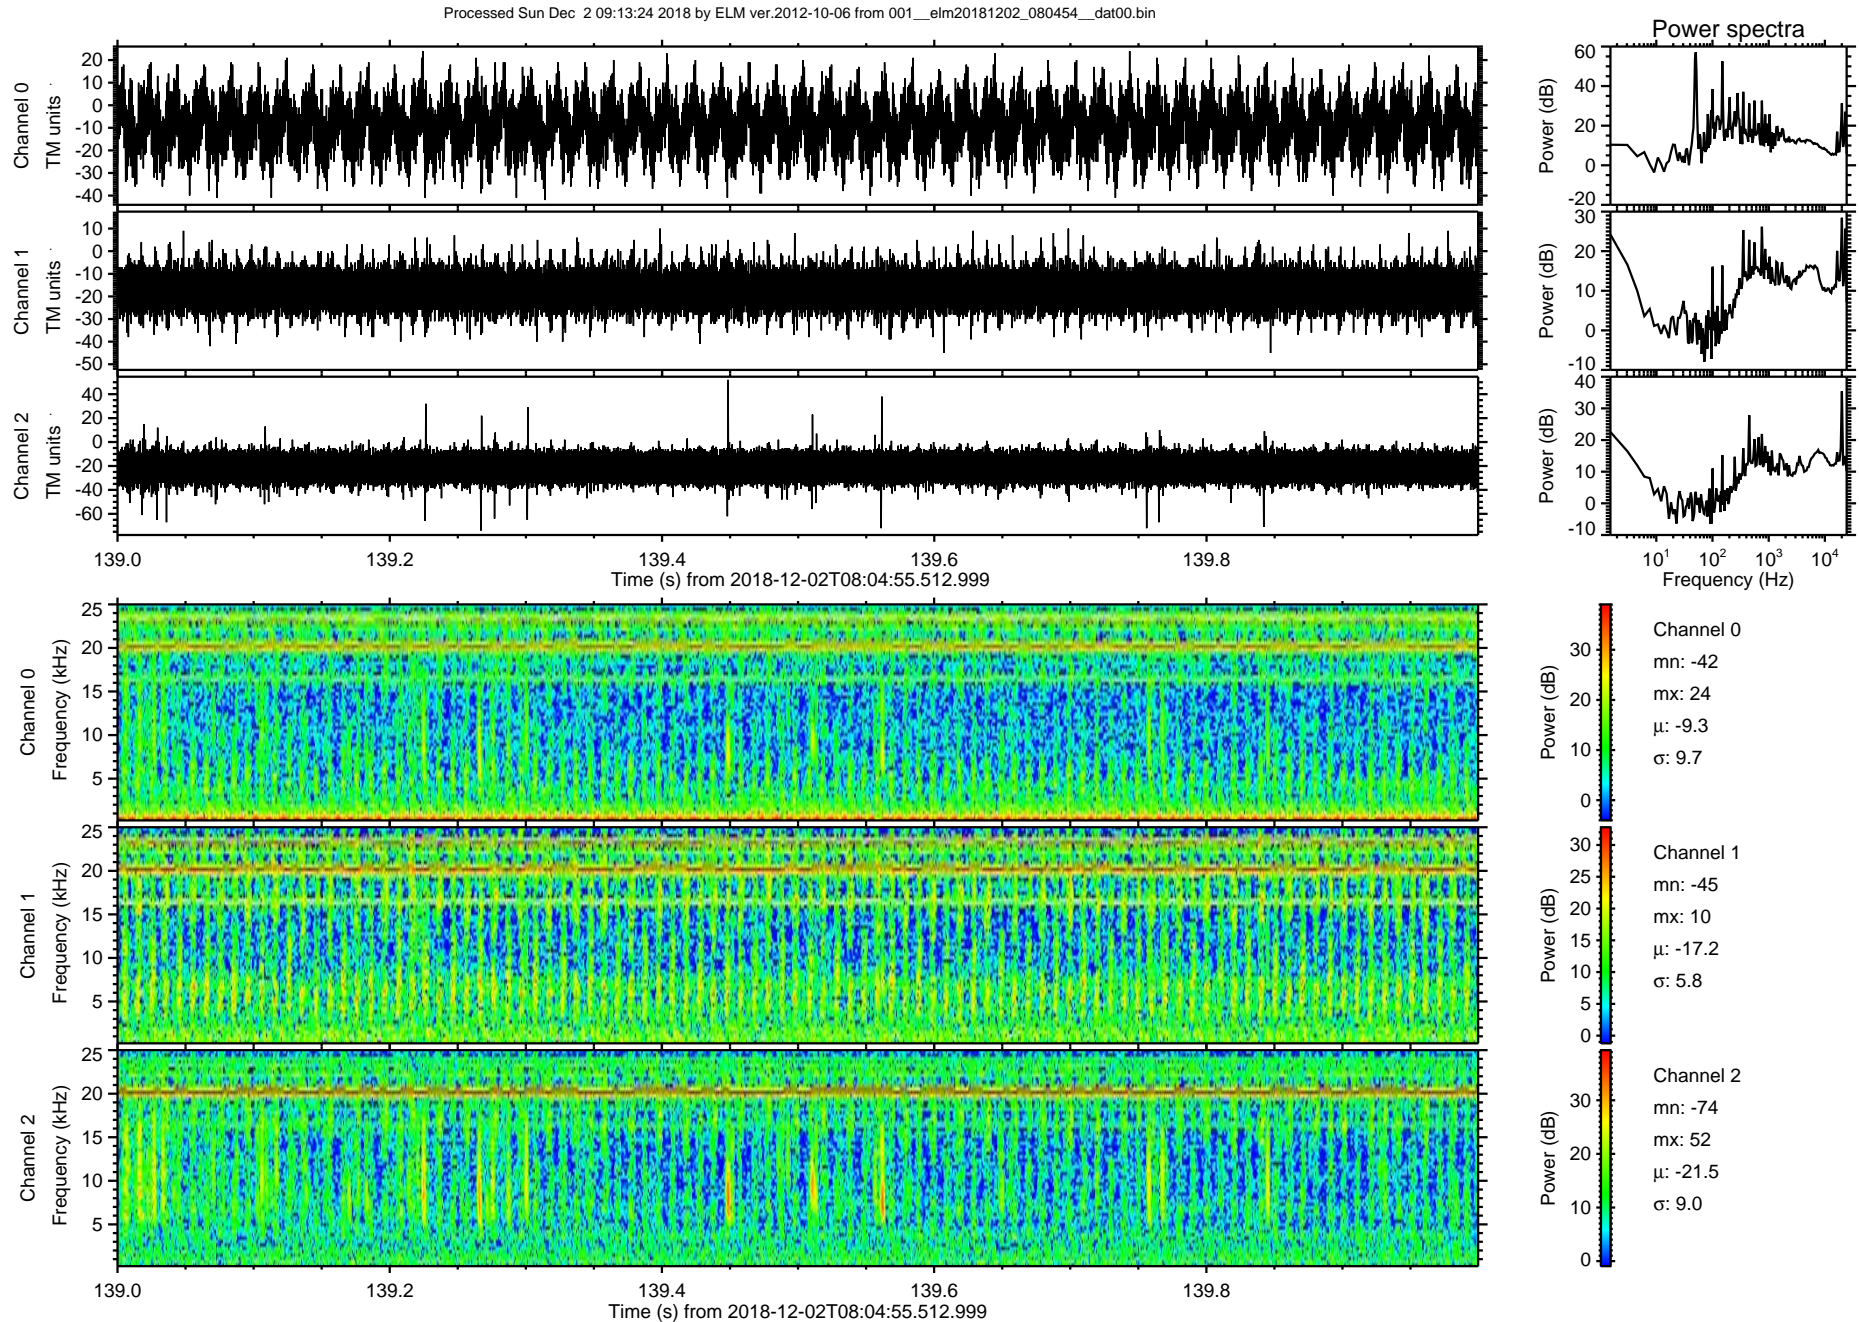 Processed Sun Dec  2 09:13:24 2018 by ELM ver.2012-10-06 from 001__elm20181202_080454__dat00.bin
Power spectra
Channel 0
TM units
20
10
0
-10
-20
-30
-40
Power (dB)
60
40
20
0
-20
Channel 1
TM units
10
0
-10
-20
-30
-40
-50
Power (dB)
30
20
10
0
-10
Channel 2
TM units
40
20
0
-20
-40
-60
Power (dB)
40
30
20
10
0
-10
139.0 139.2 139.4 139.6 139.8
Time (s) from 2018-12-02T08:04:55.512.999
10^1 10^2 10^3 10^4
Frequency (Hz)
Channel 0
Frequency (kHz)
25
20
15
10
5
Power (dB)
30
20
10
0
Channel 0
mn: -42
mx: 24
µ: -9.3
σ: 9.7
Channel 1
Frequency (kHz)
25
20
15
10
5
Power (dB)
30
25
20
15
10
5
0
Channel 1
mn: -45
mx: 10
µ: -17.2
σ: 5.8
Channel 2
Frequency (kHz)
25
20
15
10
5
Power (dB)
30
20
10
0
Channel 2
mn: -74
mx: 52
µ: -21.5
σ: 9.0
139.0 139.2 139.4 139.6 139.8
Time (s) from 2018-12-02T08:04:55.512.999